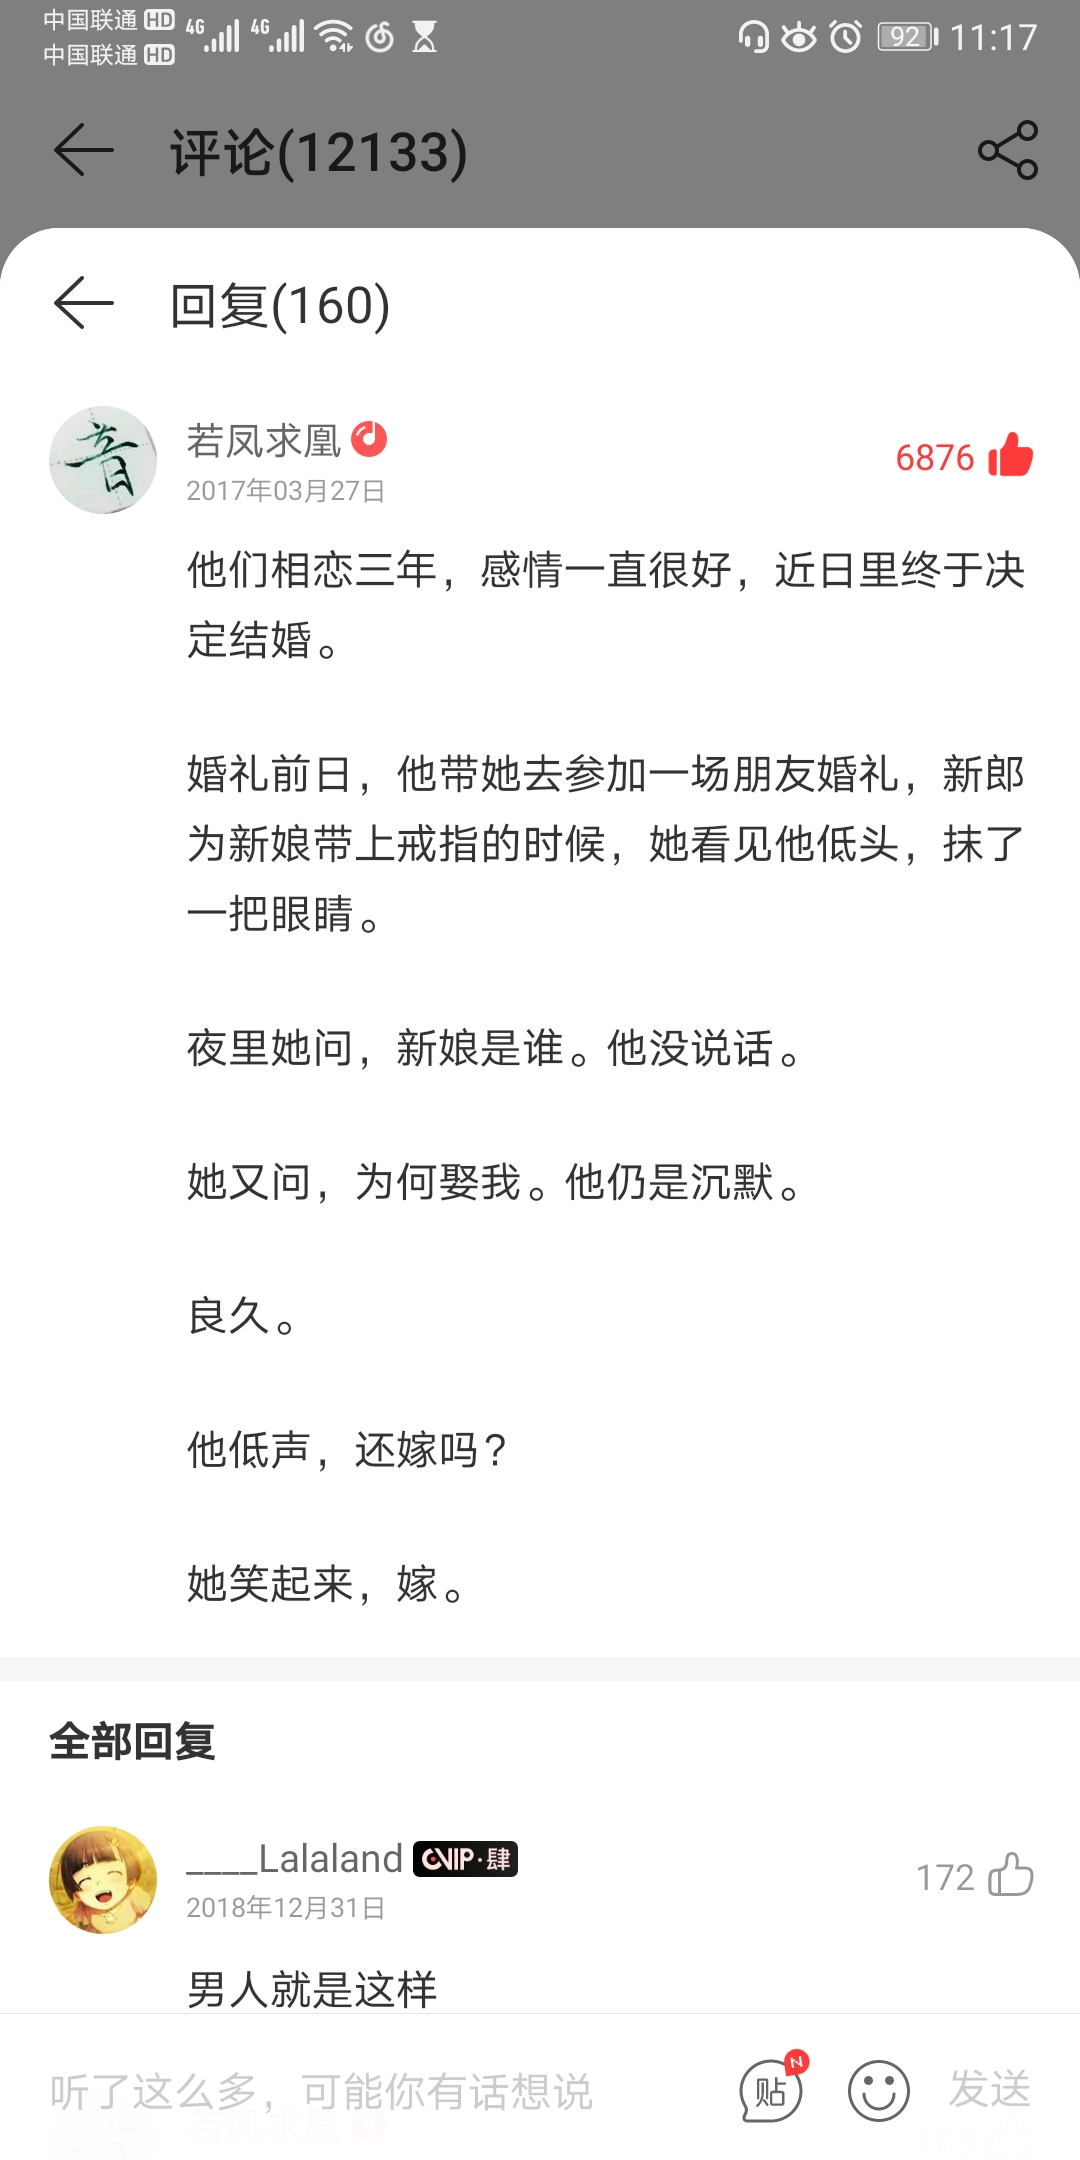 中国联通 HD 4G 4G 92 11:17
中国联通 HD
评论(12133)
回复(160)
音
若凤求凰
6876
2017年03月27日
他们相恋三年，感情一直很好，近日里终于决
定结婚。
婚礼前日，他带她去参加一场朋友婚礼，新郎
为新娘带上戒指的时候，她看见他低头，抹了
一把眼睛。
夜里她问，新娘是谁。他没说话。
她又问，为何娶我。他仍是沉默。
良久。
他低声，还嫁吗？
她笑起来，嫁。
全部回复
____Lalaland CVIP·肆
172
2018年12月31日
男人就是这样
听了这么多，可能你有话想说 贴 N 发送
若凤求凰
103